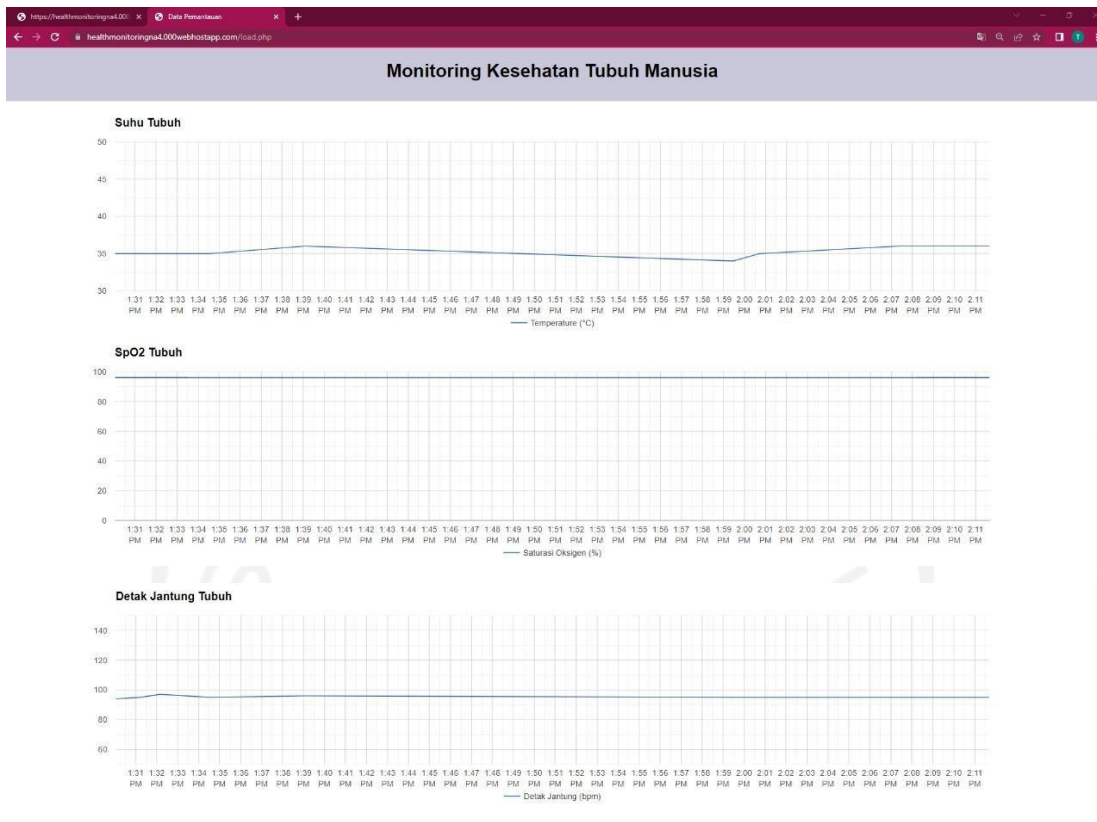 https://healthmonitoringna4.000 Data Pemantauan
healthmonitoringna4.000webhostapp.com/load.php
T
Monitoring Kesehatan Tubuh Manusia
Suhu Tubuh
50
45
40
35
30
1:31 1:32 1:33 1:34 1:35 1:36 1:37 1:38 1:39 1:40 1:41 1:42 1:43 1:44 1:45 1:46 1:47 1:48 1:49 1:50 1:51 1:52 1:53 1:54 1:55 1:56 1:57 1:58 1:59 2:00 2:01 2:02 2:03 2:04 2:05 2:06 2:07 2:08 2:09 2:10 2:11
PM PM PM PM PM PM PM PM PM PM PM PM PM PM PM PM PM PM PM PM PM PM PM PM PM PM PM PM PM PM PM PM PM PM PM PM PM PM PM PM PM
Temperature (°C)
SpO2 Tubuh
100
80
60
40
20
0
1:31 1:32 1:33 1:34 1:35 1:36 1:37 1:38 1:39 1:40 1:41 1:42 1:43 1:44 1:45 1:46 1:47 1:48 1:49 1:50 1:51 1:52 1:53 1:54 1:55 1:56 1:57 1:58 1:59 2:00 2:01 2:02 2:03 2:04 2:05 2:06 2:07 2:08 2:09 2:10 2:11
PM PM PM PM PM PM PM PM PM PM PM PM PM PM PM PM PM PM PM PM PM PM PM PM PM PM PM PM PM PM PM PM PM PM PM PM PM PM PM PM PM
Saturasi Oksigen (%)
Detak Jantung Tubuh
140
120
100
80
60
1:31 1:32 1:33 1:34 1:35 1:36 1:37 1:38 1:39 1:40 1:41 1:42 1:43 1:44 1:45 1:46 1:47 1:48 1:49 1:50 1:51 1:52 1:53 1:54 1:55 1:56 1:57 1:58 1:59 2:00 2:01 2:02 2:03 2:04 2:05 2:06 2:07 2:08 2:09 2:10 2:11
PM PM PM PM PM PM PM PM PM PM PM PM PM PM PM PM PM PM PM PM PM PM PM PM PM PM PM PM PM PM PM PM PM PM PM PM PM PM PM PM PM
Detak Jantung (bpm)